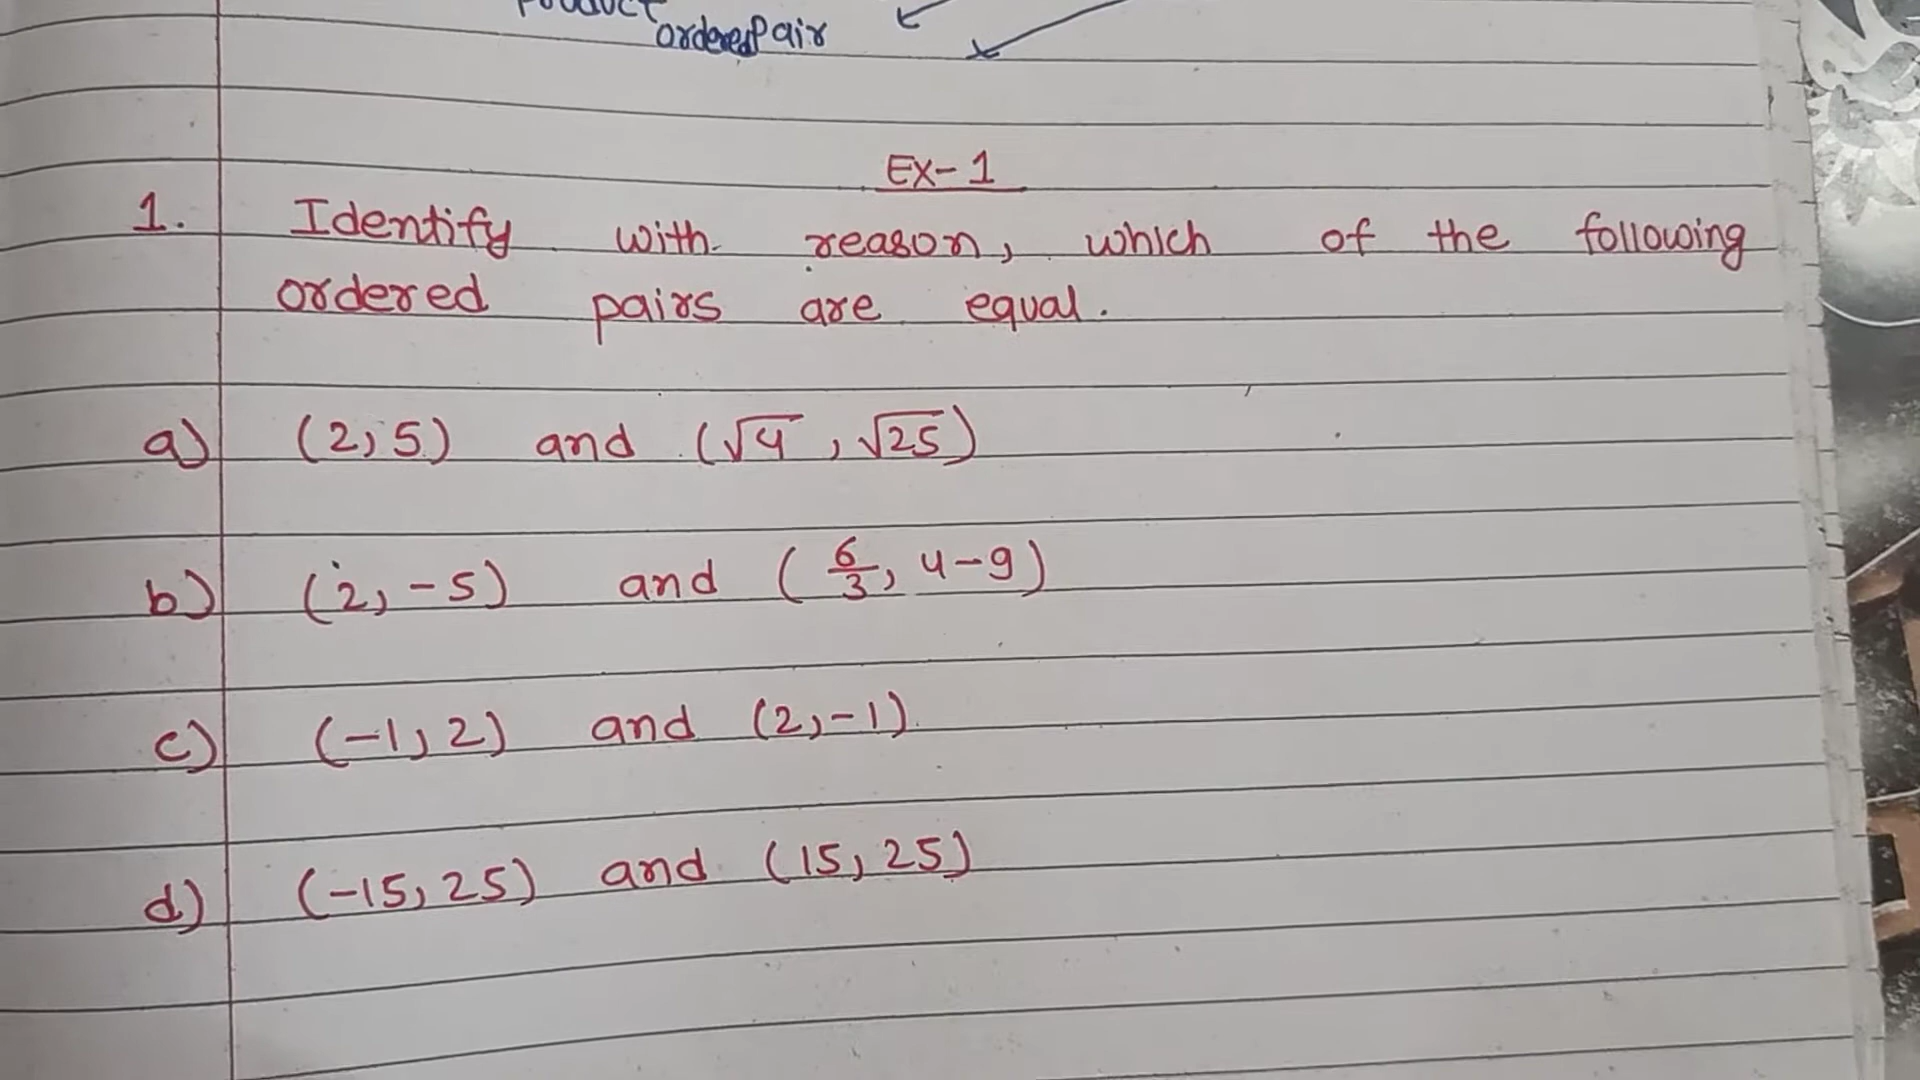 product
ordered Pair
Ex-1
1. Identify with reason, which of the following
ordered pairs are equal.
a) (2, 5) and (√4, √25)
b) (2, -5) and (6/3, 4-9)
c) (-1, 2) and (2, -1)
d) (-15, 25) and (15, 25)